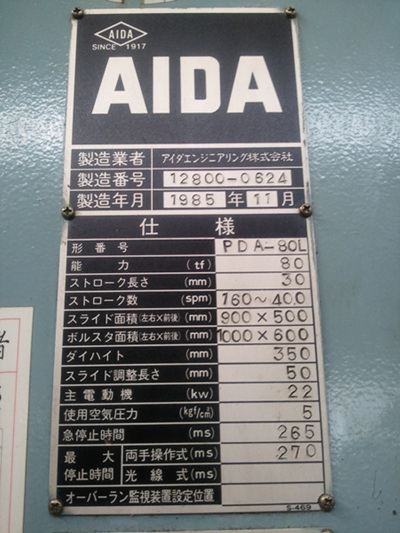 AIDA
SINCE 1917
AIDA
製造業者 アイダエンジニアリング株式会社
製造番号 12800-0624
製造年月 1985年11月
仕様
形番号 PDA-80L
能力 (tf) 80
ストローク長さ (mm) 30
ストローク数 (spm) 160~400
スライド面積(左右×前後) (mm) 900×500
ボルスタ面積(左右×前後) (mm) 1000×600
ダイハイト (mm) 350
スライド調整長さ (mm) 50
主電動機 (kw) 22
使用空気圧力 (kgf/cm²) 5
急停止時間 (ms) 265
最大停止時間 両手操作式(ms) 270
光線式(ms)
オーバーラン監視装置設定位置
S-469